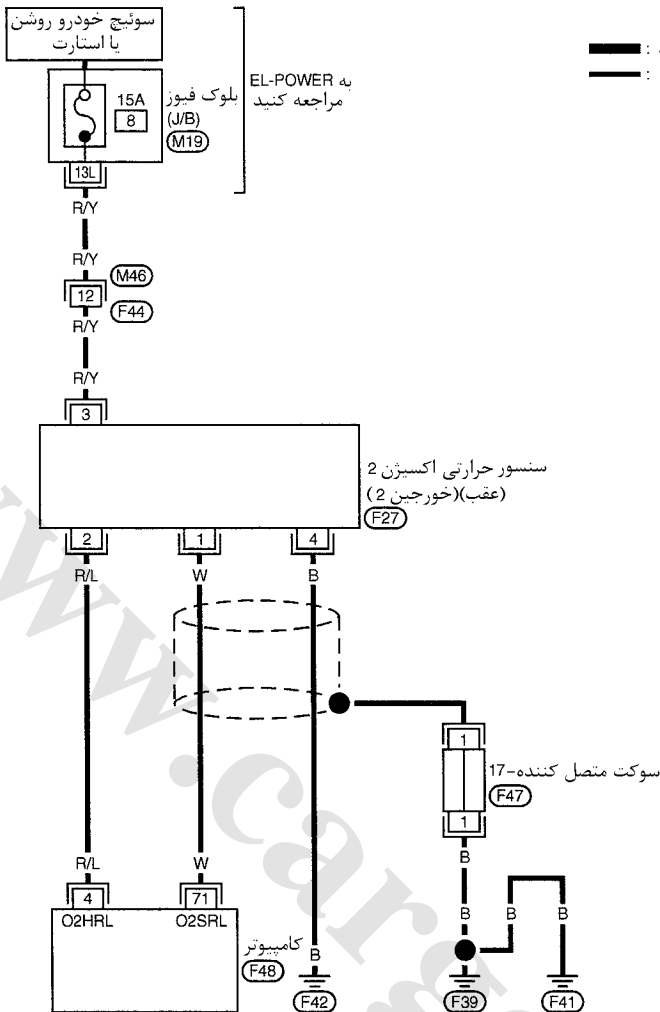 سوئیچ خودرو روشن
یا استارت
به EL-POWER
مراجعه کنید
15A
8
بلوک فیوز
(J/B)
M19
13L
R/Y
R/Y
M46
12
F44
R/Y
R/Y
3
سنسور حرارتی اکسیژن 2
(عقب)(خورجین 2)
F27
2
1
4
R/L
W
B
1
سوکت متصل کننده-17
F47
1
B
R/L
W
B
B
B
4
71
O2HRL
O2SRL
کامپیوتر
F48
B
F42
F39
F41
:
:
www.carge